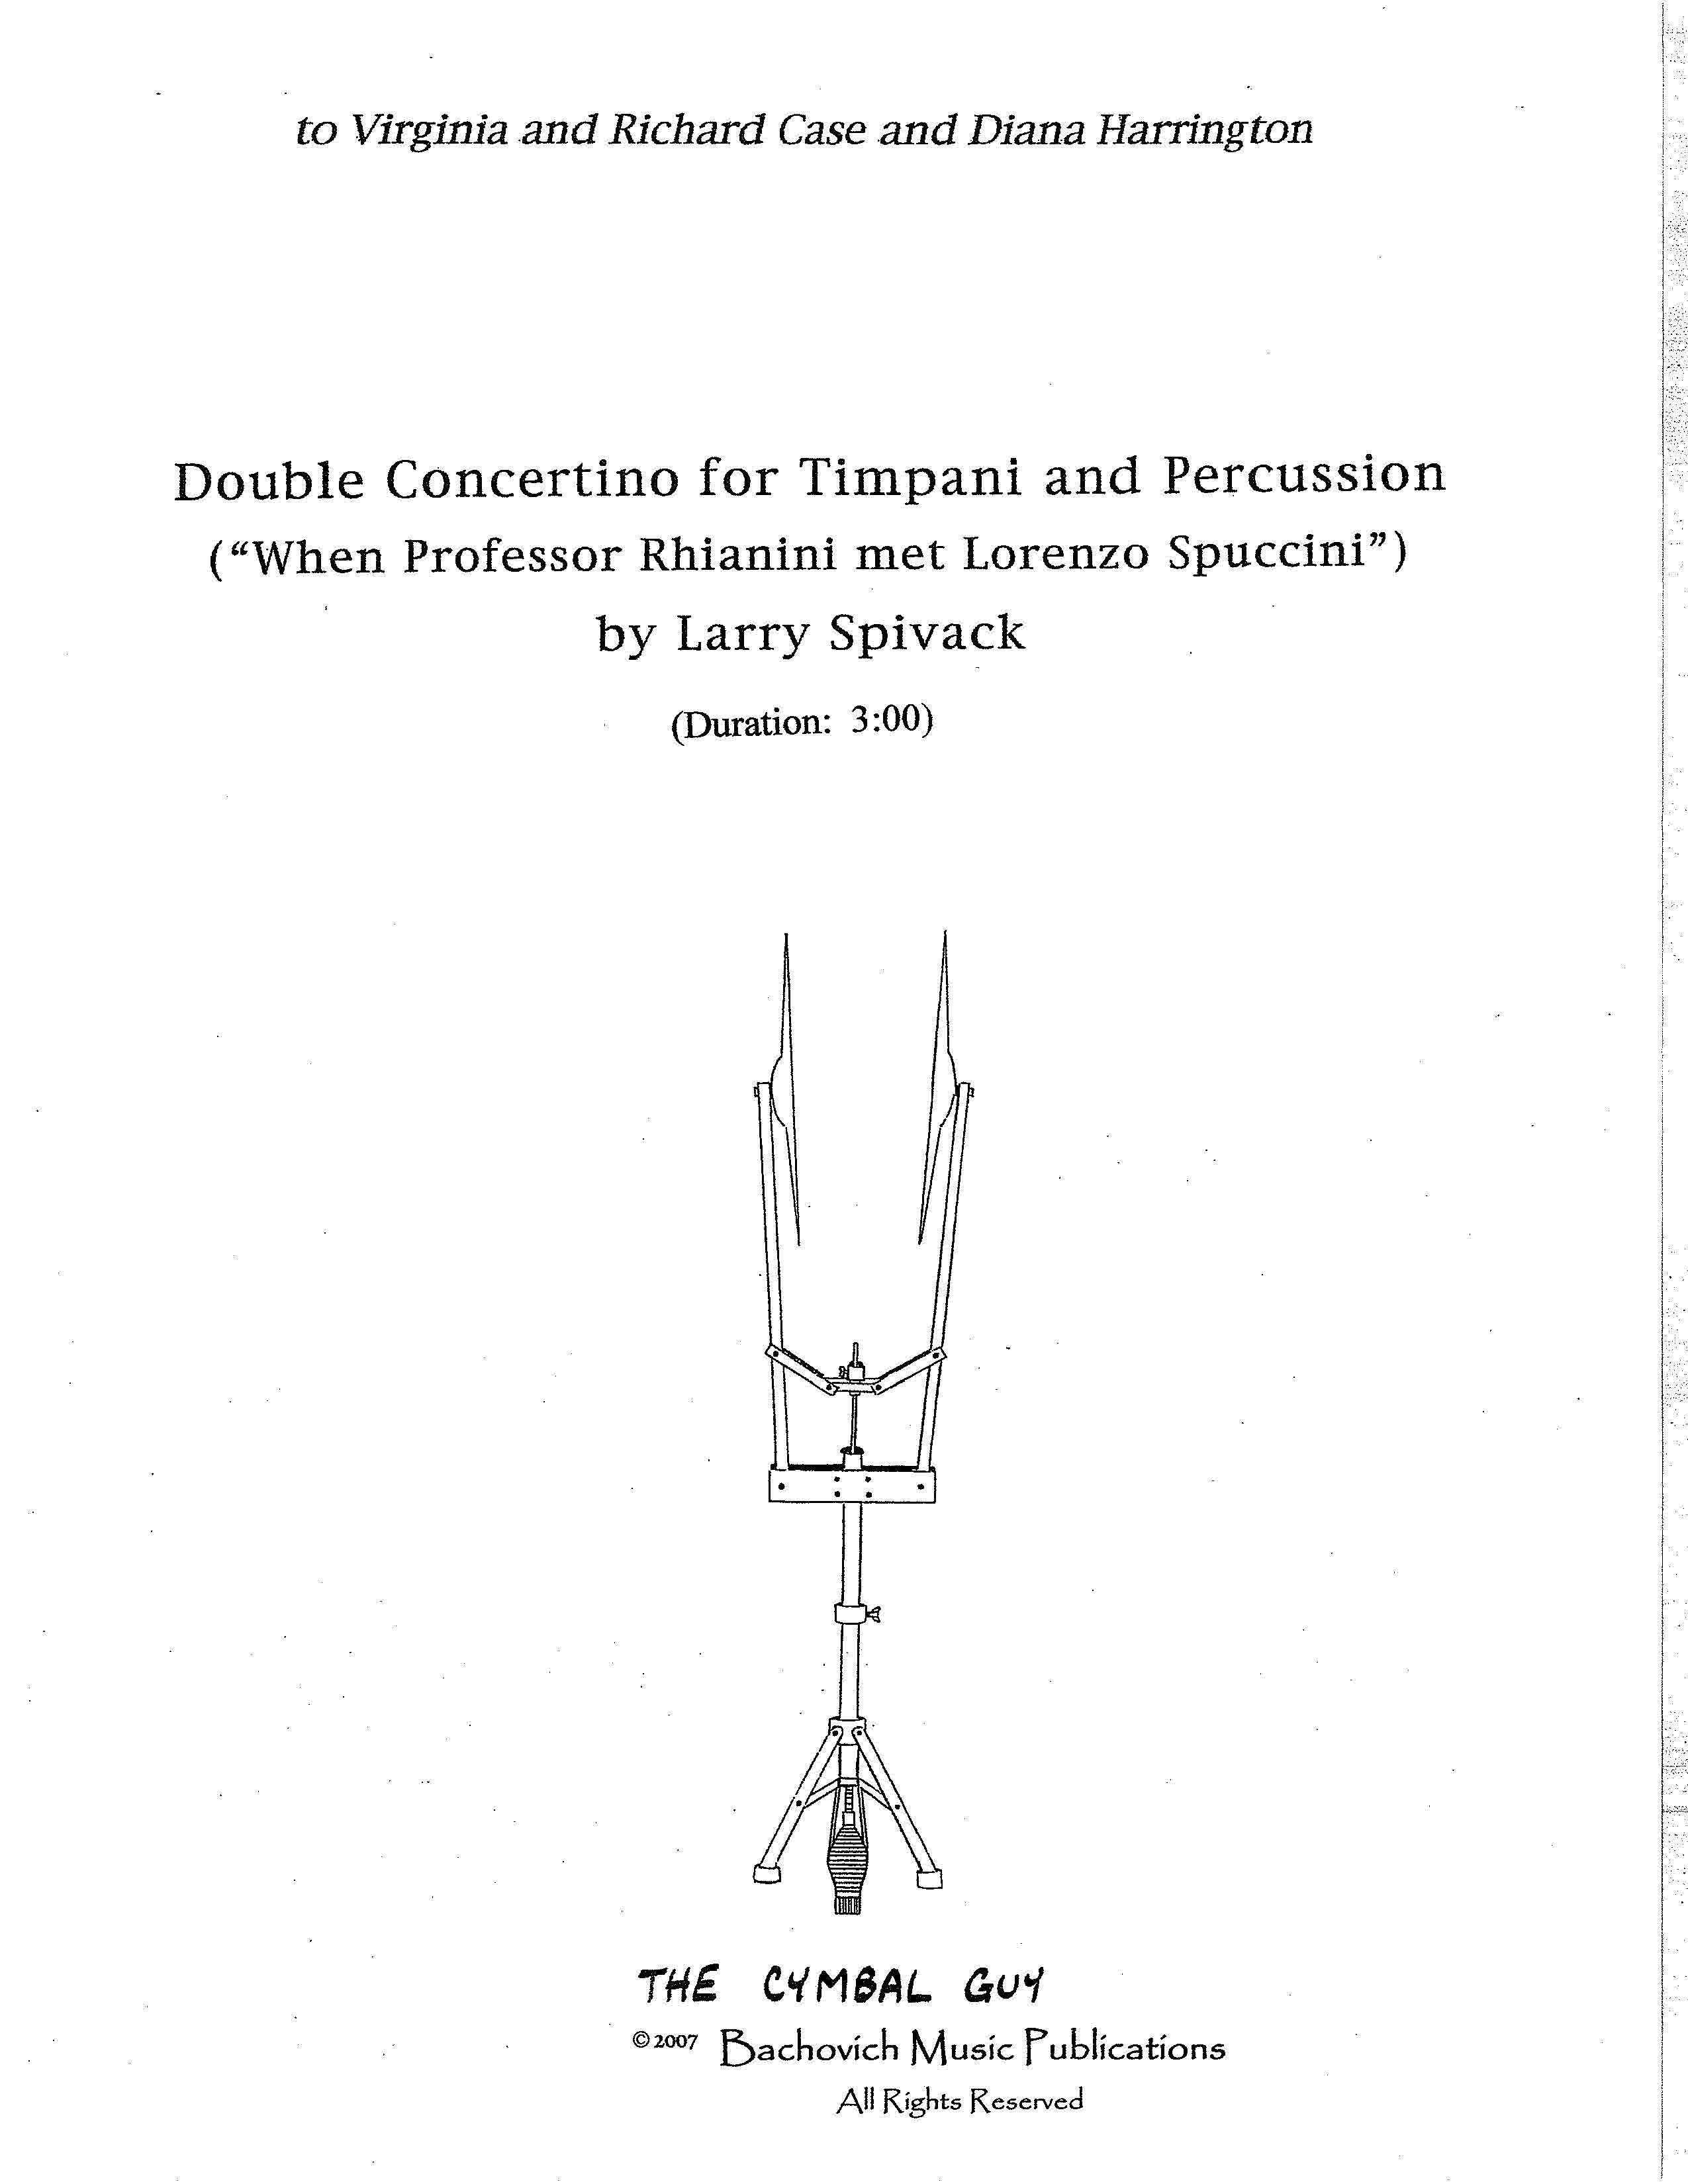 to Virginia and Richard Case and Diana Harrington
Double Concertino for Timpani and Percussion
(“When Professor Rhianini met Lorenzo Spuccini”)
by Larry Spivack
(Duration: 3:00)
THE CYMBAL GUY
©2007 Bachovich Music Publications
All Rights Reserved